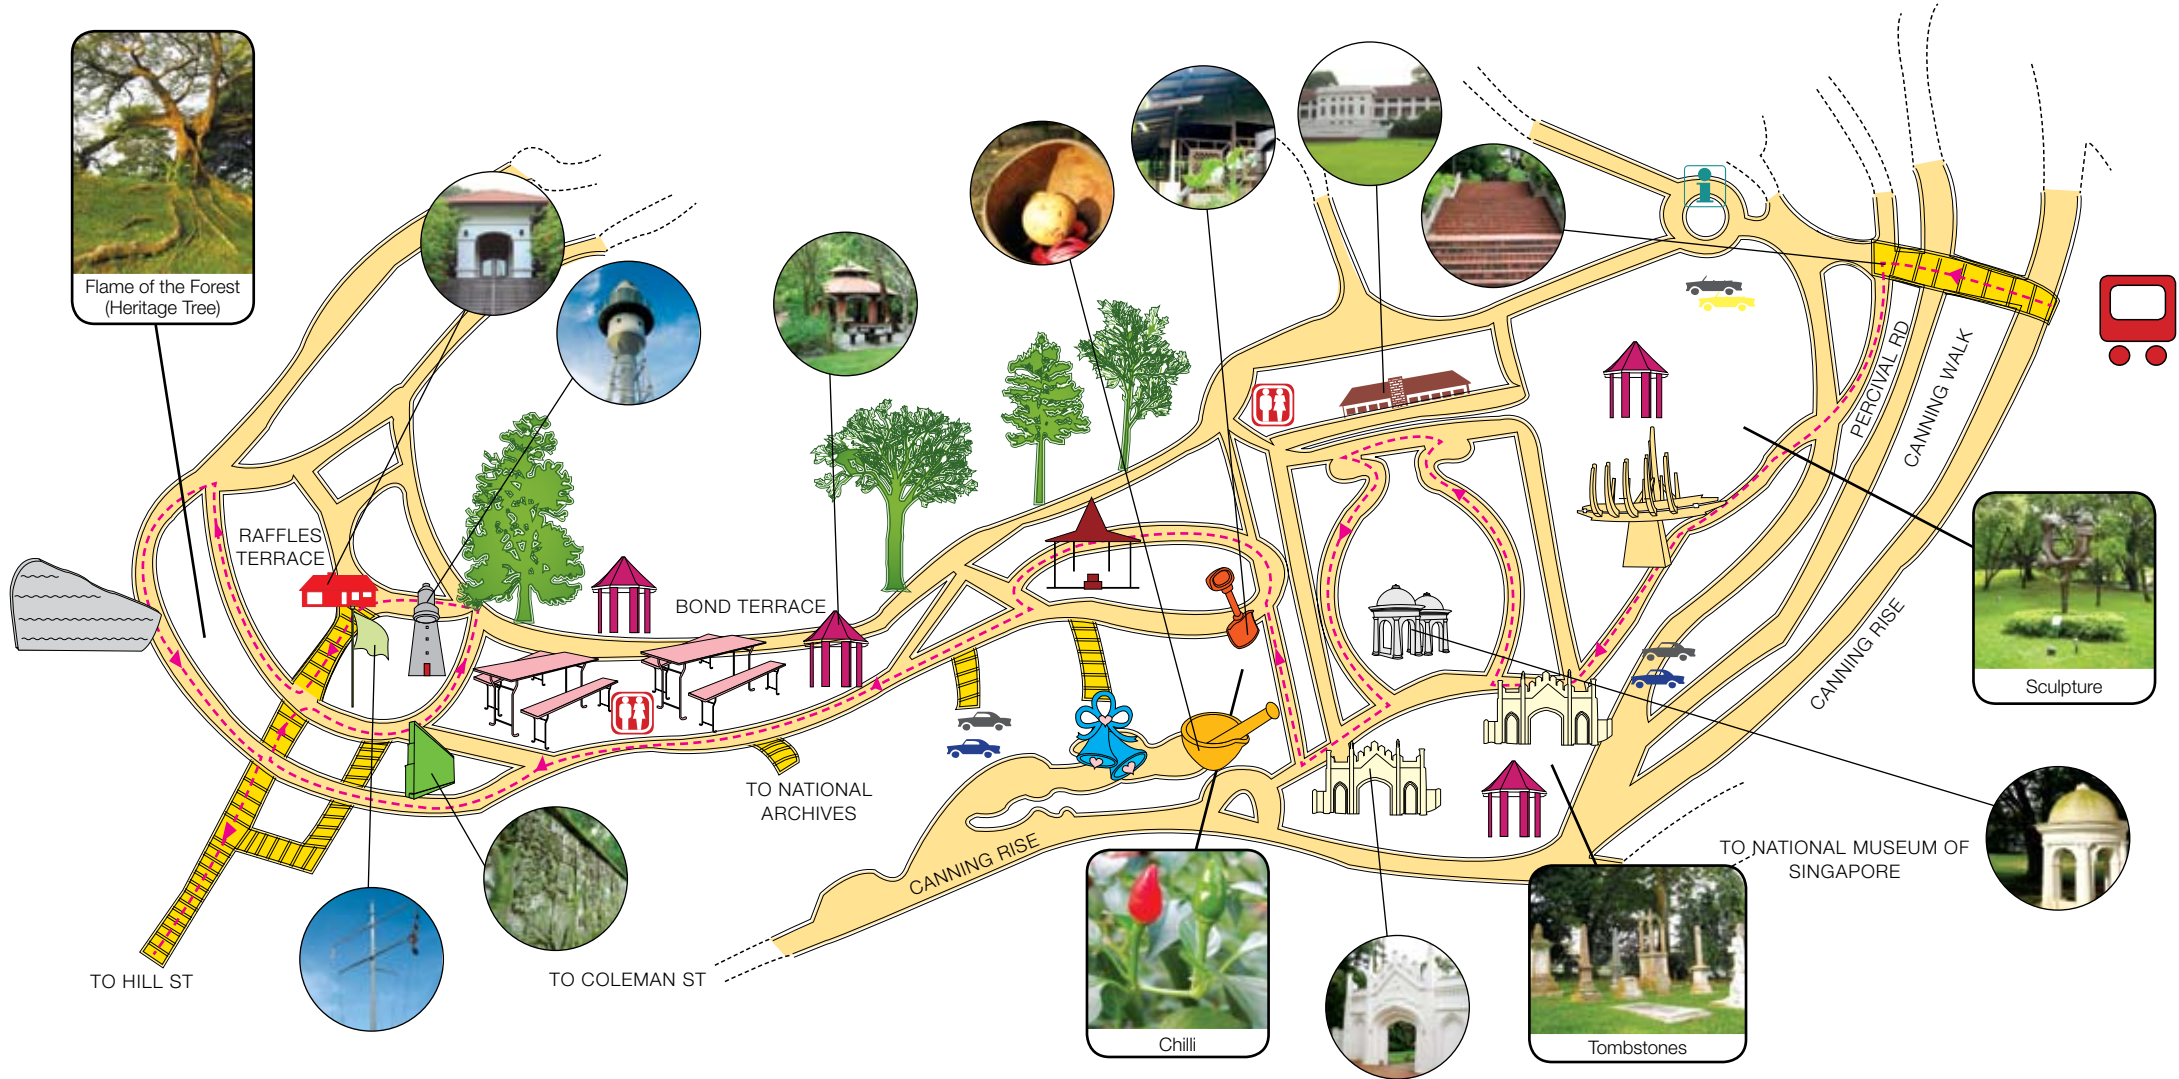 Flame of the Forest
(Heritage Tree)
RAFFLES
TERRACE
BOND TERRACE
PERCIVAL RD
CANNING WALK
CANNING RISE
Sculpture
TO NATIONAL
ARCHIVES
CANNING RISE
TO NATIONAL MUSEUM OF
SINGAPORE
TO HILL ST
TO COLEMAN ST
Chilli
Tombstones